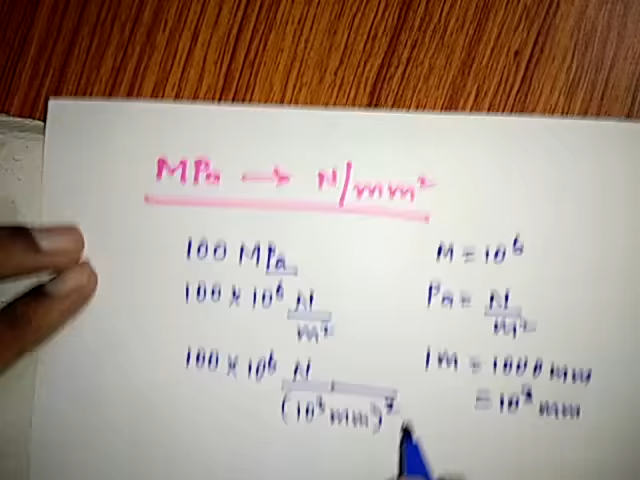 MPa → N/mm²
100 MPa
100 × 10⁶ N/m²
100 × 10⁶ N/(10³ mm)²
M = 10⁶
Pa = N/m²
1m = 1000 mm
= 10³ mm